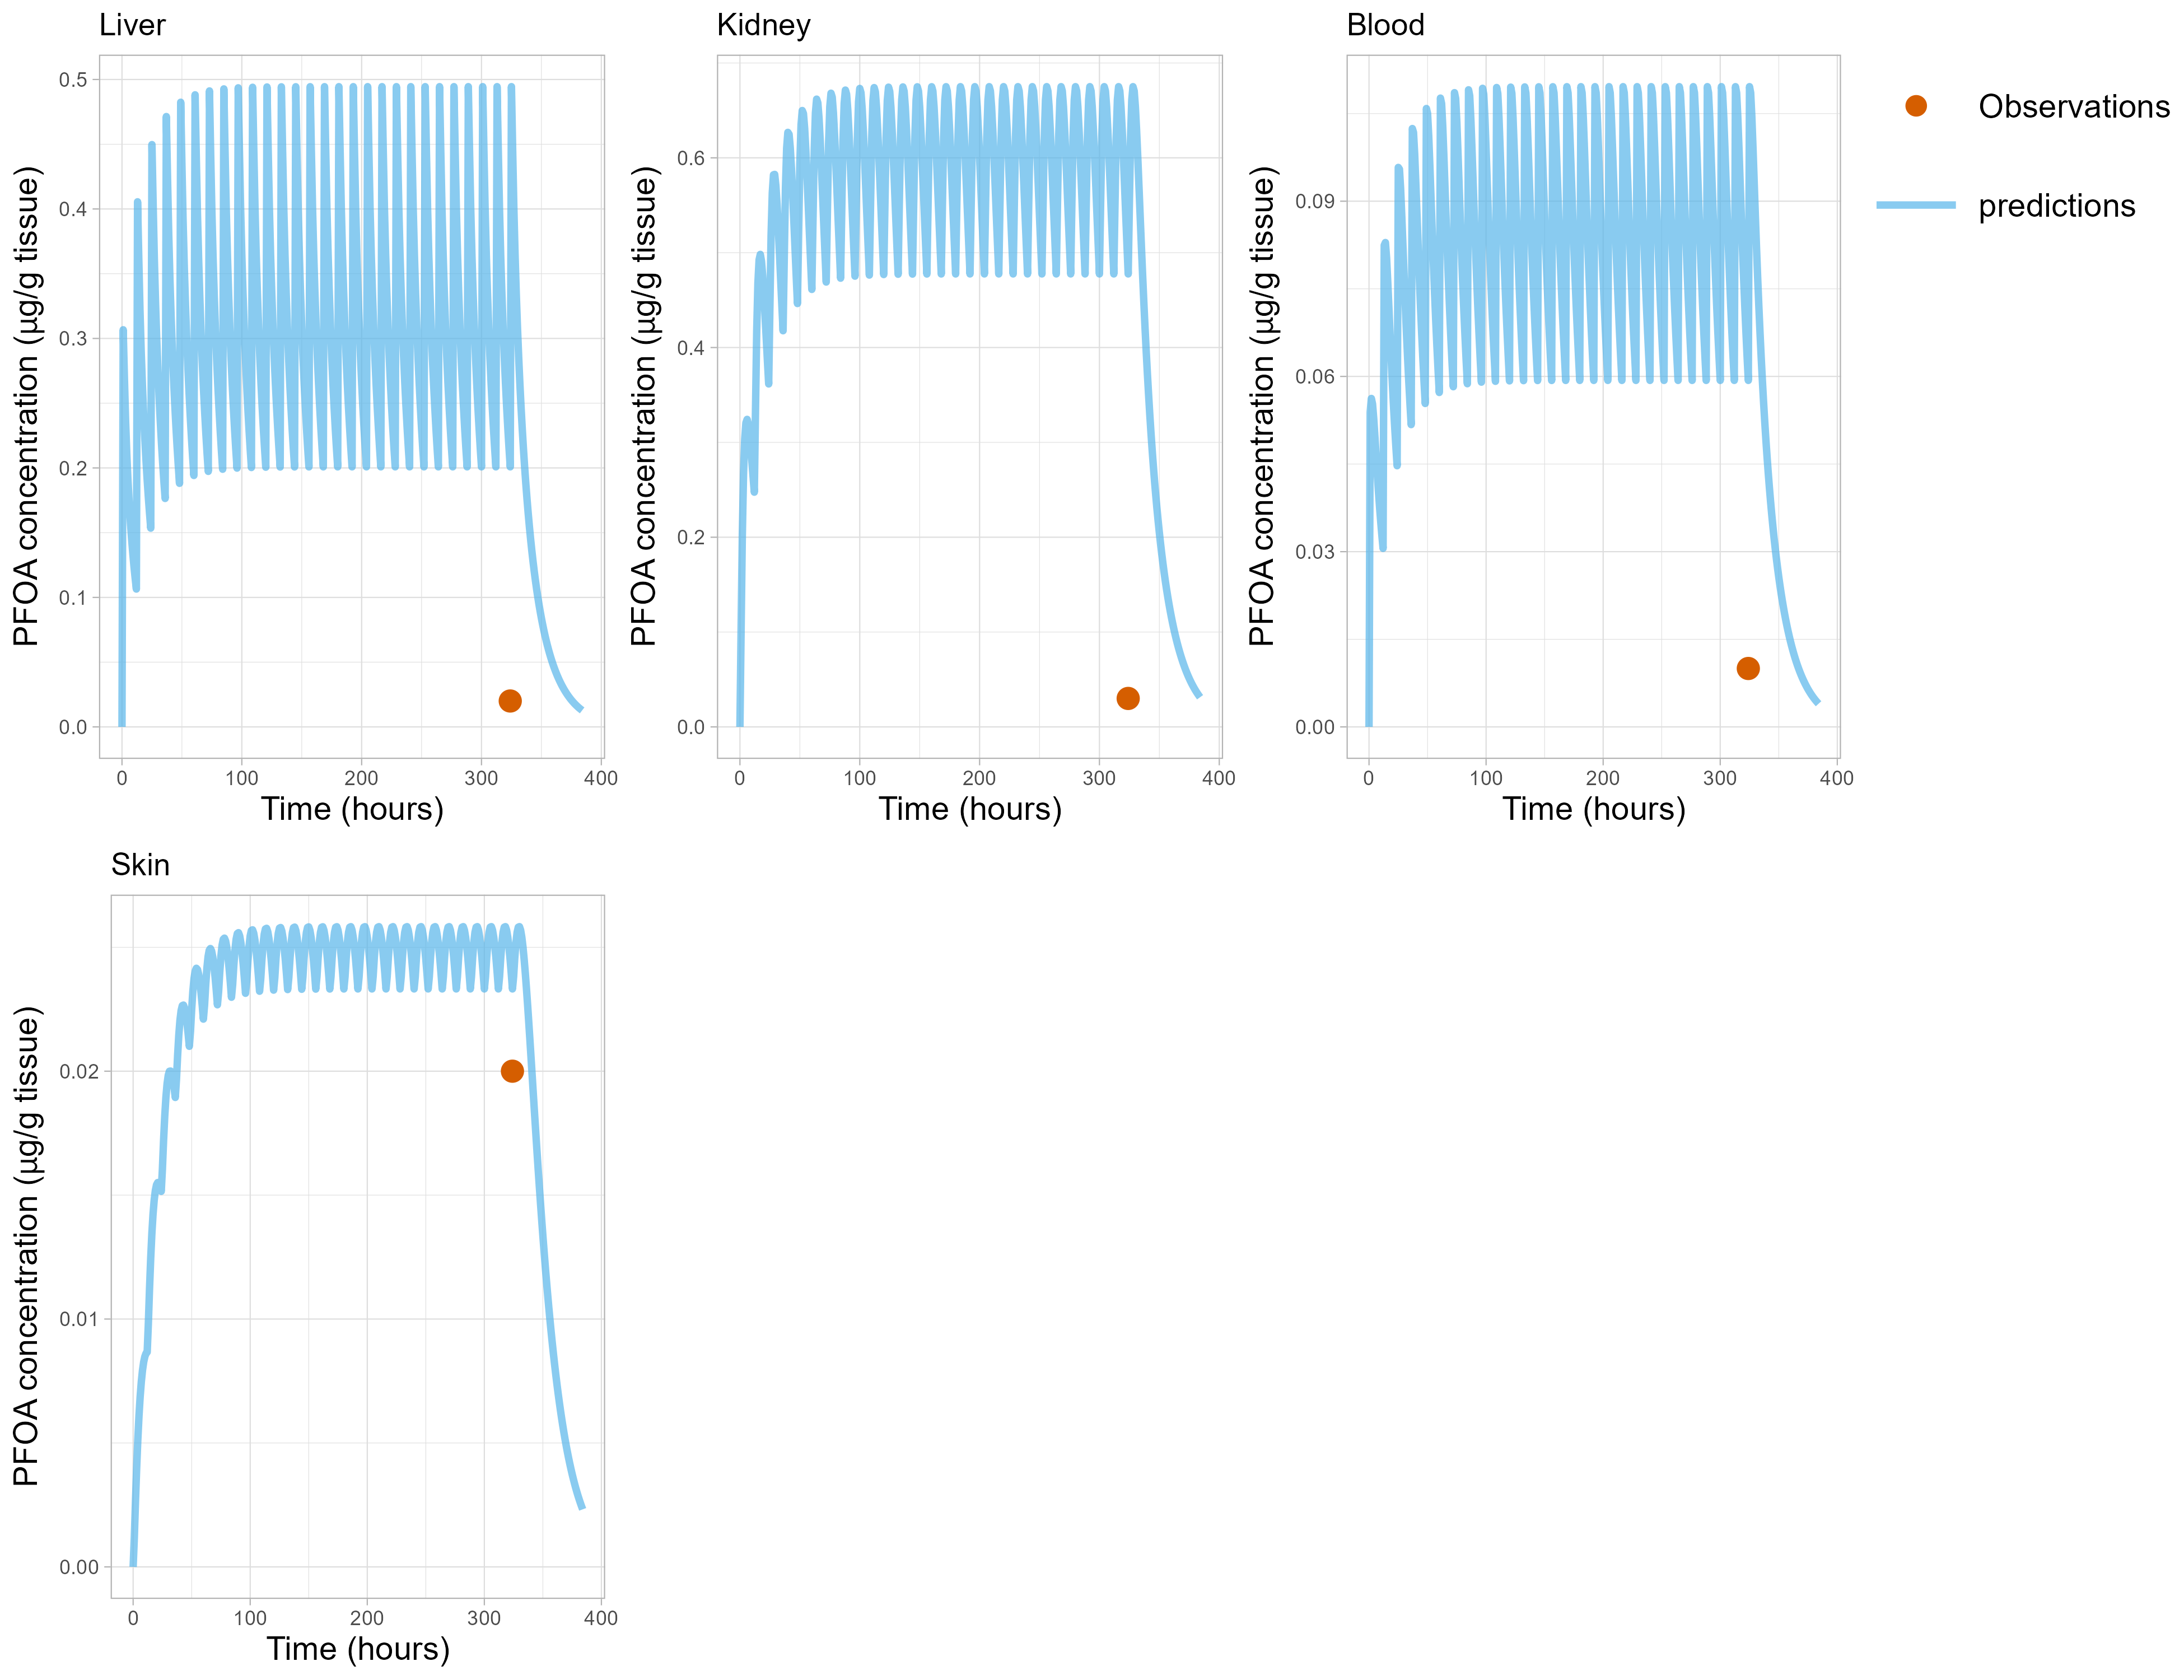 Liver
PFOA concentration (µg/g tissue)
0.5
0.4
0.3
0.2
0.1
0.0
0 100 200 300 400
Time (hours)
Kidney
PFOA concentration (µg/g tissue)
0.6
0.4
0.2
0.0
0 100 200 300 400
Time (hours)
Blood
PFOA concentration (µg/g tissue)
0.09
0.06
0.03
0.00
0 100 200 300 400
Time (hours)
Observations
predictions
Skin
PFOA concentration (µg/g tissue)
0.02
0.01
0.00
0 100 200 300 400
Time (hours)